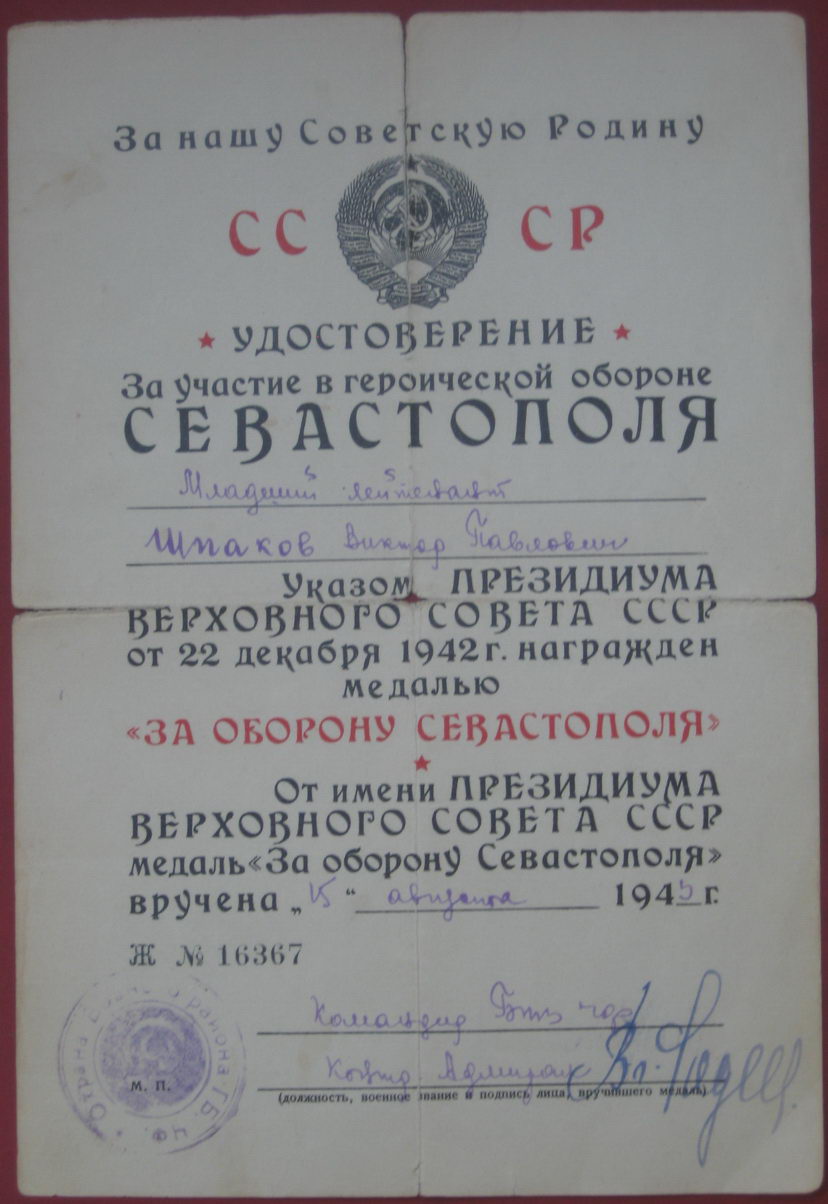 За нашу Советскую Родину
СС СР
УДОСТОВЕРЕНИЕ
За участие в героической обороне
СЕВАСТОПОЛЯ
Младший лейтенант
Шпаков Виктор Павлович
Указом ПРЕЗИДИУМА
ВЕРХОВНОГО СОВЕТА СССР
от 22 декабря 1942 г. награжден
медалью
«ЗА ОБОРОНУ СЕВАСТОПОЛЯ»
От имени ПРЕЗИДИУМА
ВЕРХОВНОГО СОВЕТА СССР
медаль «За оборону Севастополя»
вручена „15“ августа 194 г.
Ж № 16367
Командир
Контр. Адмирал
М. П.
(должность, военное звание и подпись лица, вручившего медаль)
Охрана района